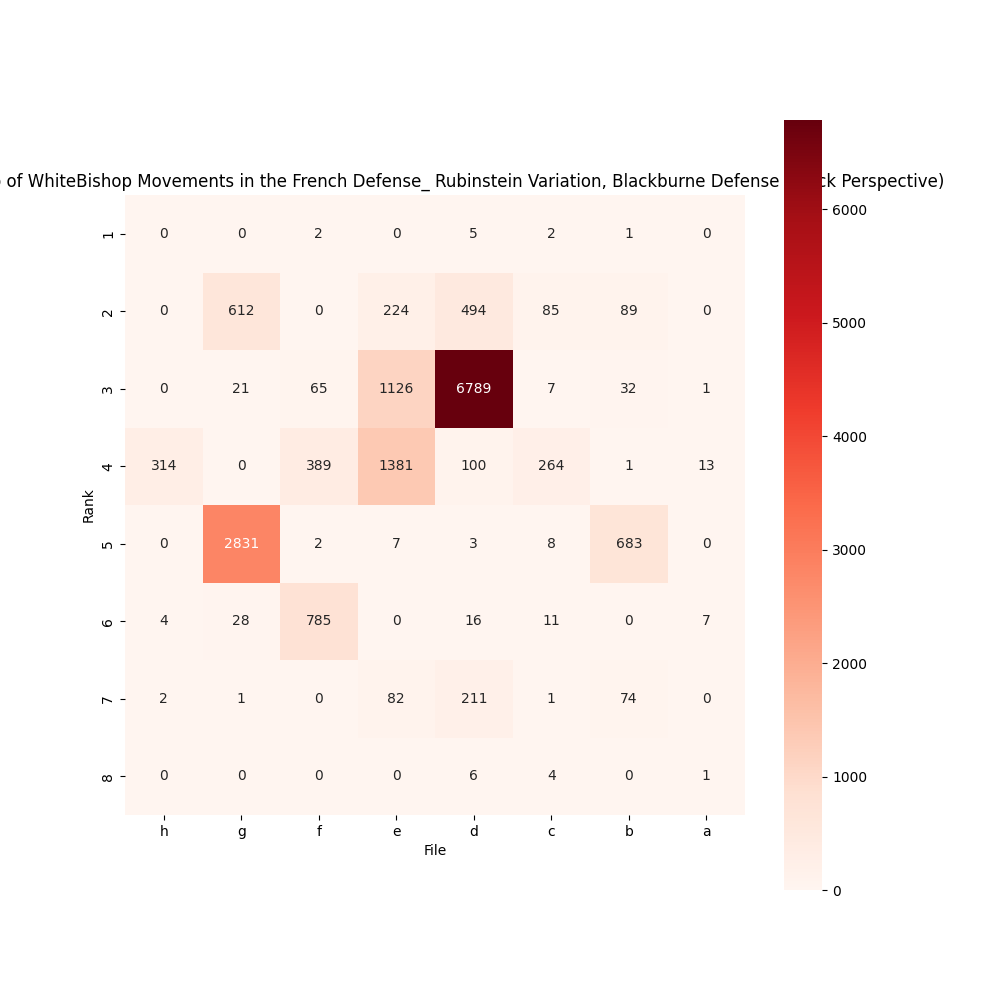 of WhiteBishop Movements in the French Defense_ Rubinstein Variation, Blackburne Defense Perspective)
1 0 0 2 0 5 2 1 0
6000
2 0 612 0 224 494 85 89 0
5000
3 0 21 65 1126 6789 7 32 1
4000
4 314 0 389 1381 100 264 1 13
Rank
3000
5 0 2831 2 7 3 8 683 0
6 4 28 785 0 16 11 0 7
2000
7 2 1 0 82 211 1 74 0
1000
8 0 0 0 0 6 4 0 1
h g f e d c b a
File
0